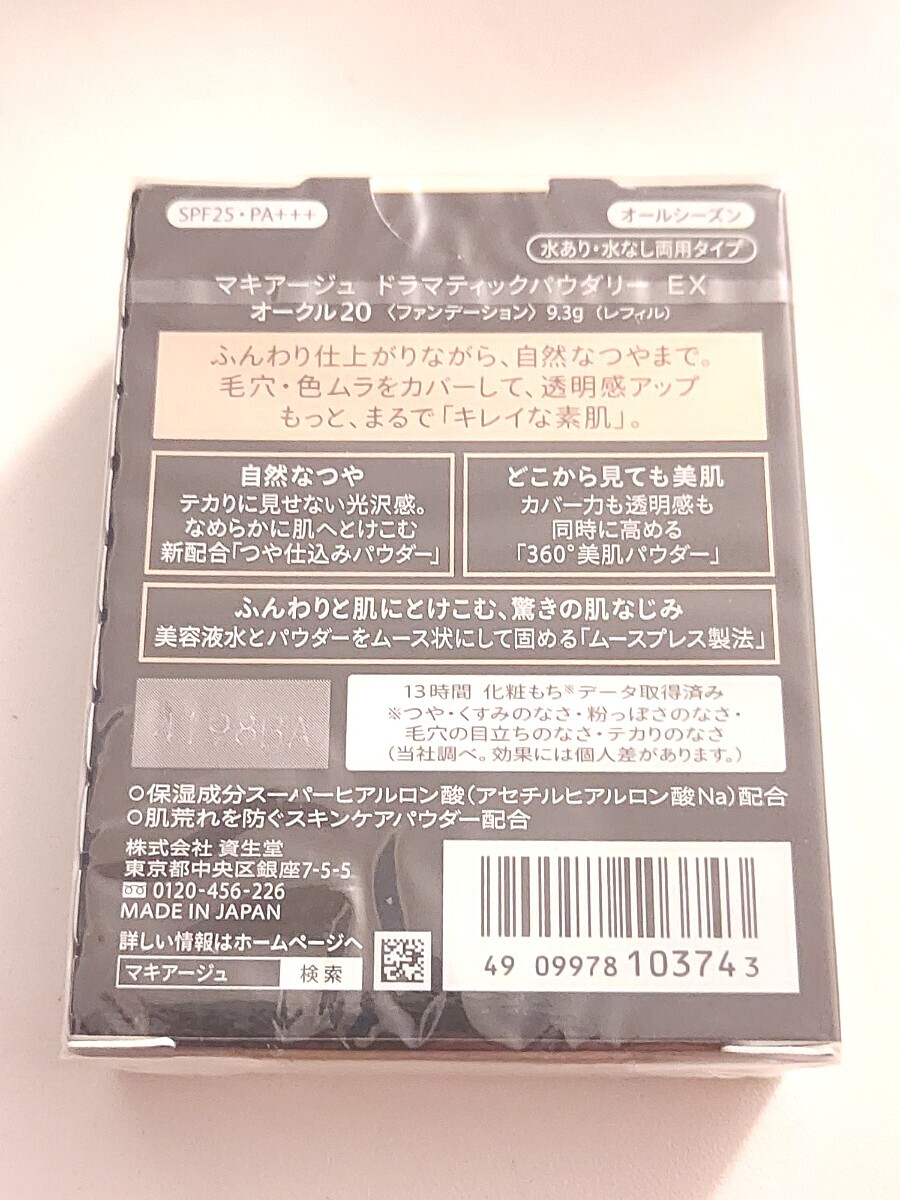 SPF25・PA+++
オールシーズン
水あり・水なし両用タイプ
マキアージュ ドラマティックパウダリー EX
オークル20 〈ファンデーション〉 9.3g 〈レフィル〉
ふんわり仕上がりながら、自然なつやまで。
毛穴・色ムラをカバーして、透明感アップ
もっと、まるで「キレイな素肌」。
自然なつや
テカりに見せない光沢感。
なめらかに肌へとけこむ
新配合「つや仕込みパウダー」
どこから見ても美肌
カバー力も透明感も
同時に高める
「360°美肌パウダー」
ふんわりと肌にとけこむ、驚きの肌なじみ
美容液水とパウダーをムース状にして固める「ムースプレス製法」
13時間 化粧もち※データ取得済み
※つや・くすみのなさ・粉っぽさのなさ・
毛穴の目立ちのなさ・テカりのなさ
(当社調べ。効果には個人差があります。)
○保湿成分スーパーヒアルロン酸(アセチルヒアルロン酸Na)配合
○肌荒れを防ぐスキンケアパウダー配合
株式会社 資生堂
東京都中央区銀座7-5-5
0120-456-226
MADE IN JAPAN
詳しい情報はホームページへ
マキアージュ 検索
49 09978 103743